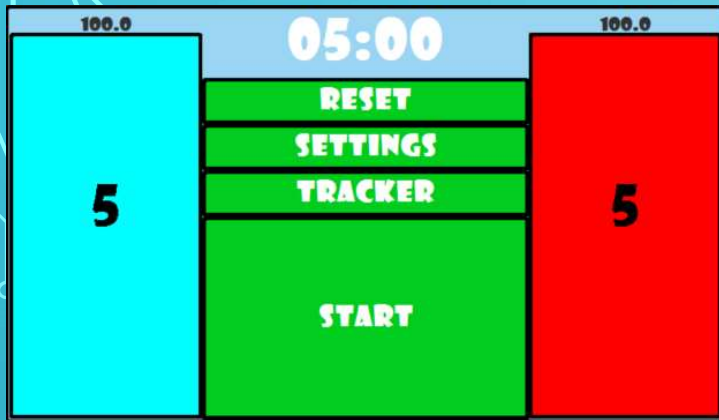 100.0 05:00 100.0
RESET
SETTINGS
TRACKER
5 5
START